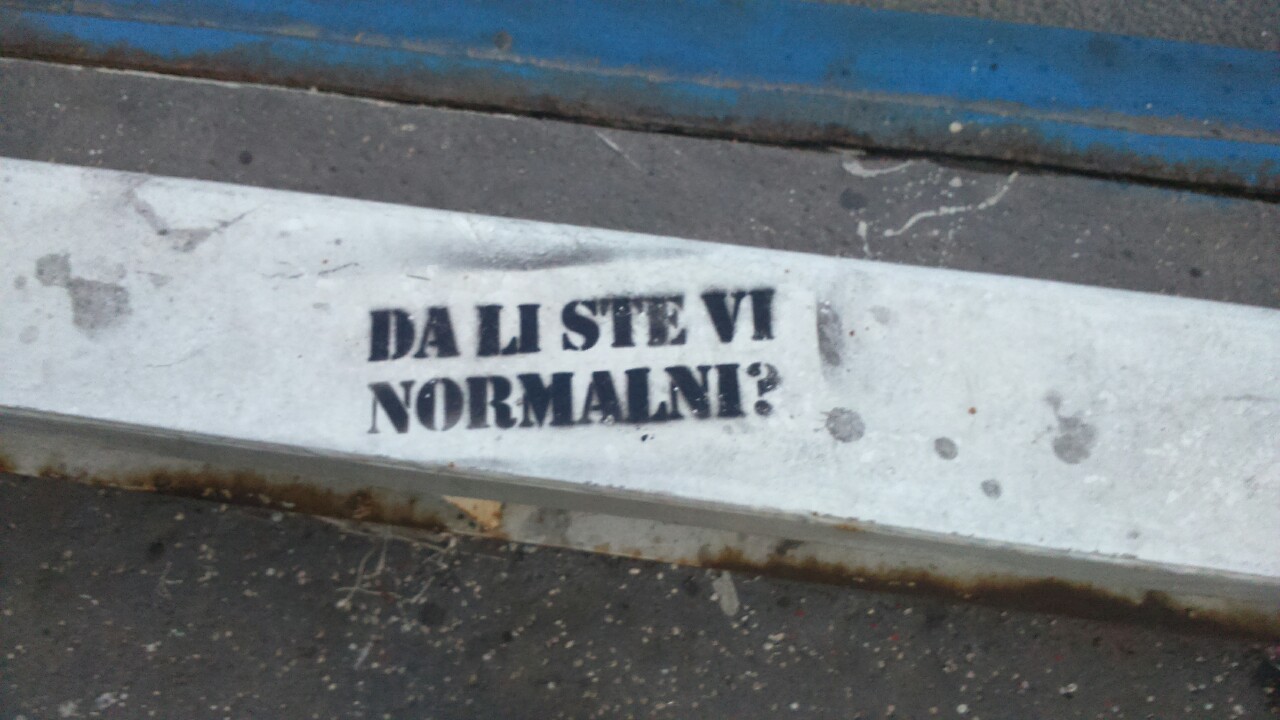 DA LI STE VI
NORMALNI?